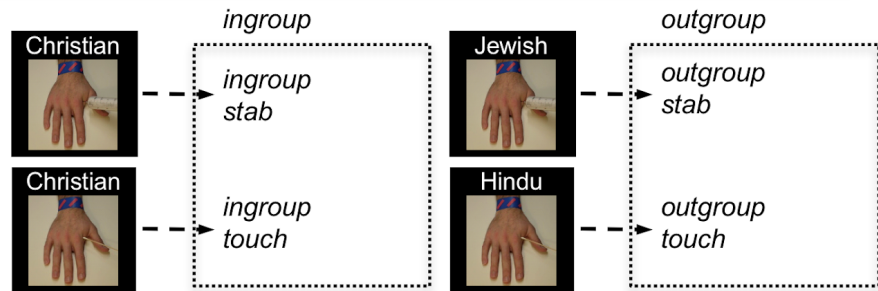 ingroup
outgroup
Christian
ingroup
stab
Jewish
outgroup
stab
Christian
ingroup
touch
Hindu
outgroup
touch